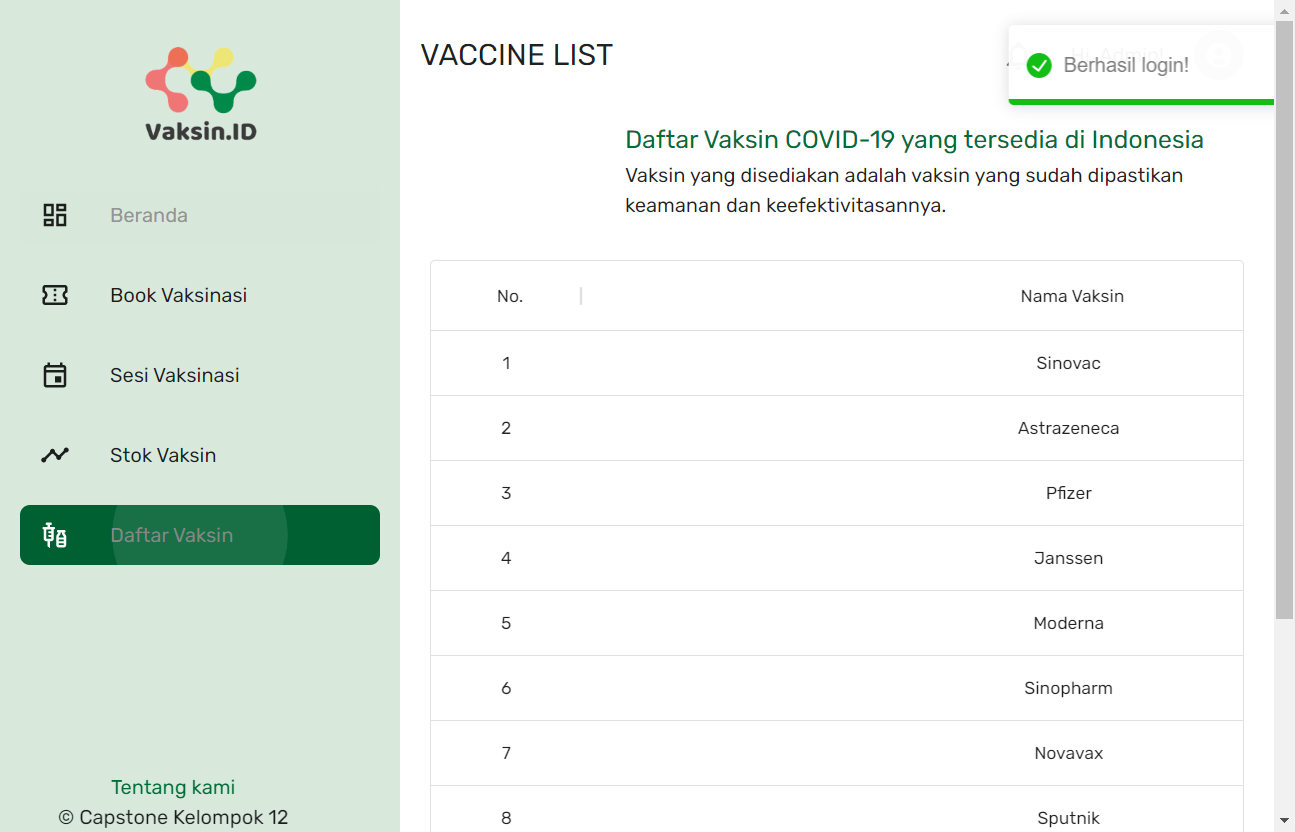 Vaksin.ID
Beranda
Book Vaksinasi
Sesi Vaksinasi
Stok Vaksin
Daftar Vaksin
Tentang kami
© Capstone Kelompok 12
VACCINE LIST
Hi, Admin!
Berhasil login!
Daftar Vaksin COVID-19 yang tersedia di Indonesia
Vaksin yang disediakan adalah vaksin yang sudah dipastikan
keamanan dan keefektivitasannya.
No. Nama Vaksin
1 Sinovac
2 Astrazeneca
3 Pfizer
4 Janssen
5 Moderna
6 Sinopharm
7 Novavax
8 Sputnik